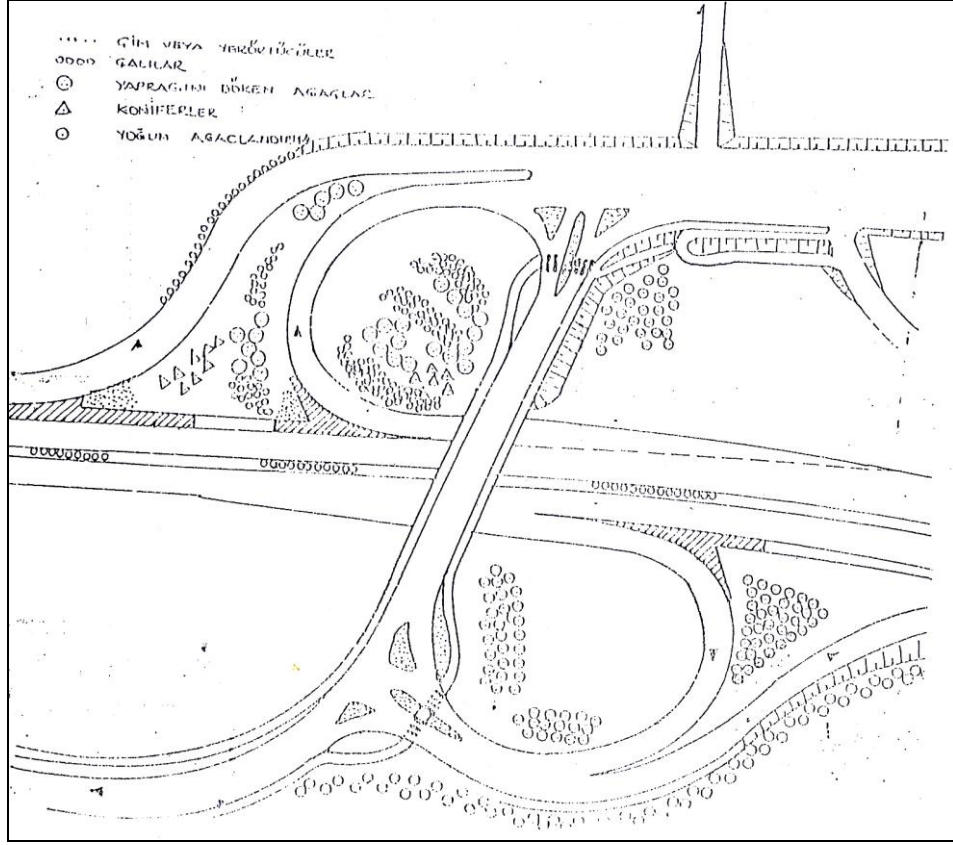 ÇİM VEYA YERÖRTÜCÜLER
ÇALILAR
YAPRAĞINI DÖKEN AĞAÇLAR
KONİFERLER
YOĞUN AĞAÇLANDIRMA